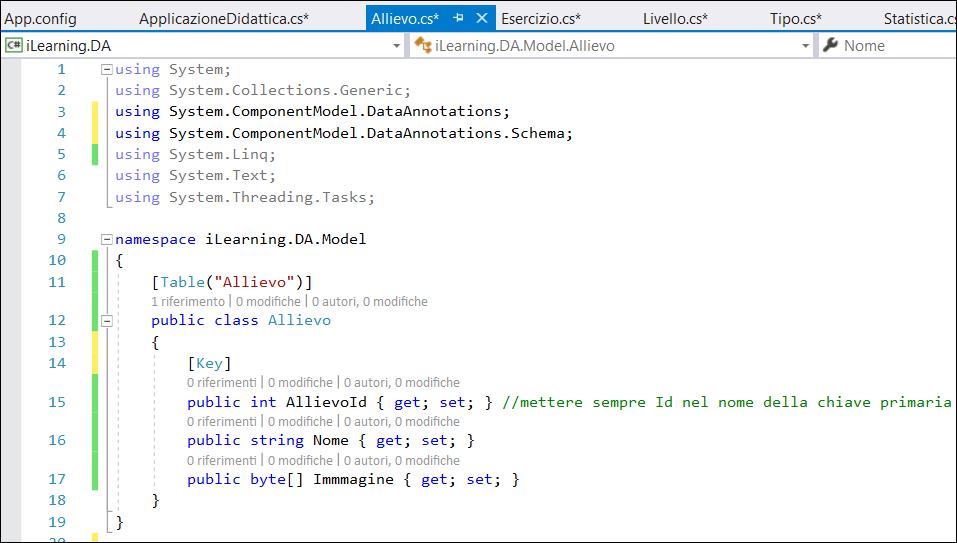 App.config ApplicazioneDidattica.cs* Allievo.cs* Esercizio.cs* Livello.cs* Tipo.cs* Statistica.cs
C# iLearning.DA iLearning.DA.Model.Allievo Nome
1 using System;
2 using System.Collections.Generic;
3 using System.ComponentModel.DataAnnotations;
4 using System.ComponentModel.DataAnnotations.Schema;
5 using System.Linq;
6 using System.Text;
7 using System.Threading.Tasks;
8
9 namespace iLearning.DA.Model
10 {
11 [Table("Allievo")]
1 riferimento | 0 modifiche | 0 autori, 0 modifiche
12 public class Allievo
13 {
14 [Key]
0 riferimenti | 0 modifiche | 0 autori, 0 modifiche
15 public int AllievoId { get; set; } //mettere sempre Id nel nome della chiave primaria
0 riferimenti | 0 modifiche | 0 autori, 0 modifiche
16 public string Nome { get; set; }
0 riferimenti | 0 modifiche | 0 autori, 0 modifiche
17 public byte[] Immmagine { get; set; }
18 }
19 }
20